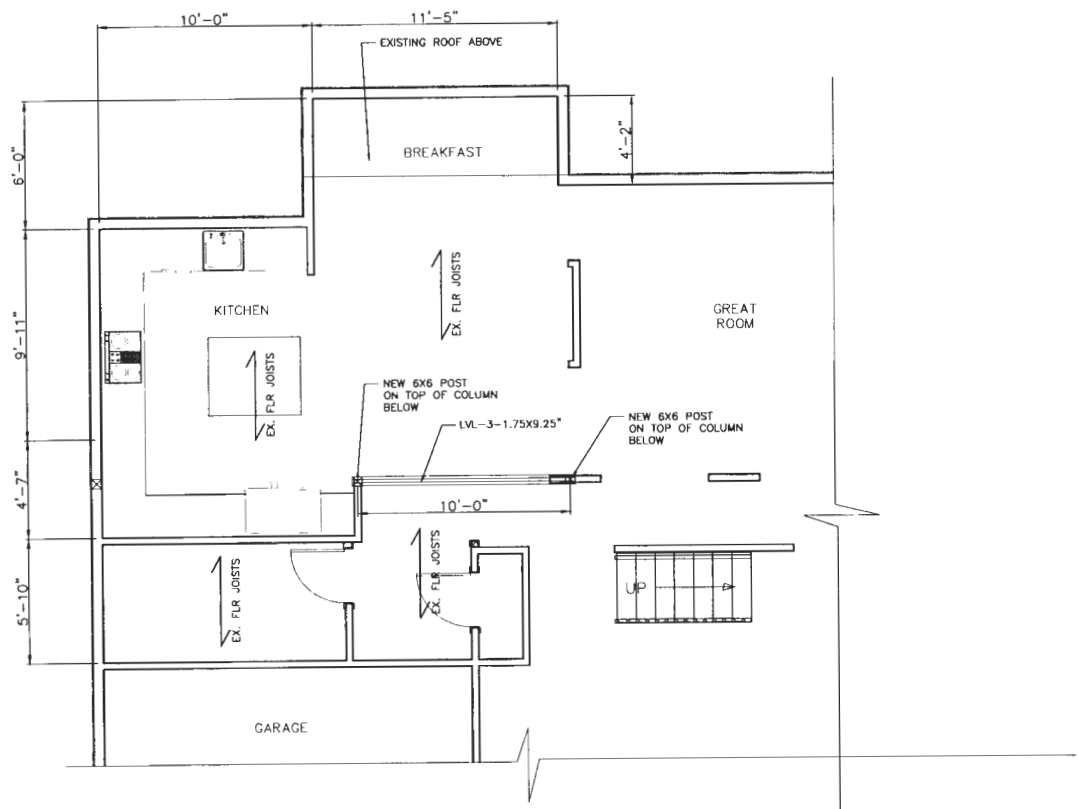 10'-0"
11'-5"
EXISTING ROOF ABOVE
6'-0"
BREAKFAST
4'-2"
9'-11"
KITCHEN
EX. FLR JOISTS
EX. FLR JOISTS
GREAT
ROOM
NEW 6X6 POST
ON TOP OF COLUMN
BELOW
LVL-3-1.75X9.25"
NEW 6X6 POST
ON TOP OF COLUMN
BELOW
4'-7"
10'-0"
5'-10"
EX. FLR JOISTS
EX. FLR JOISTS
UP
GARAGE